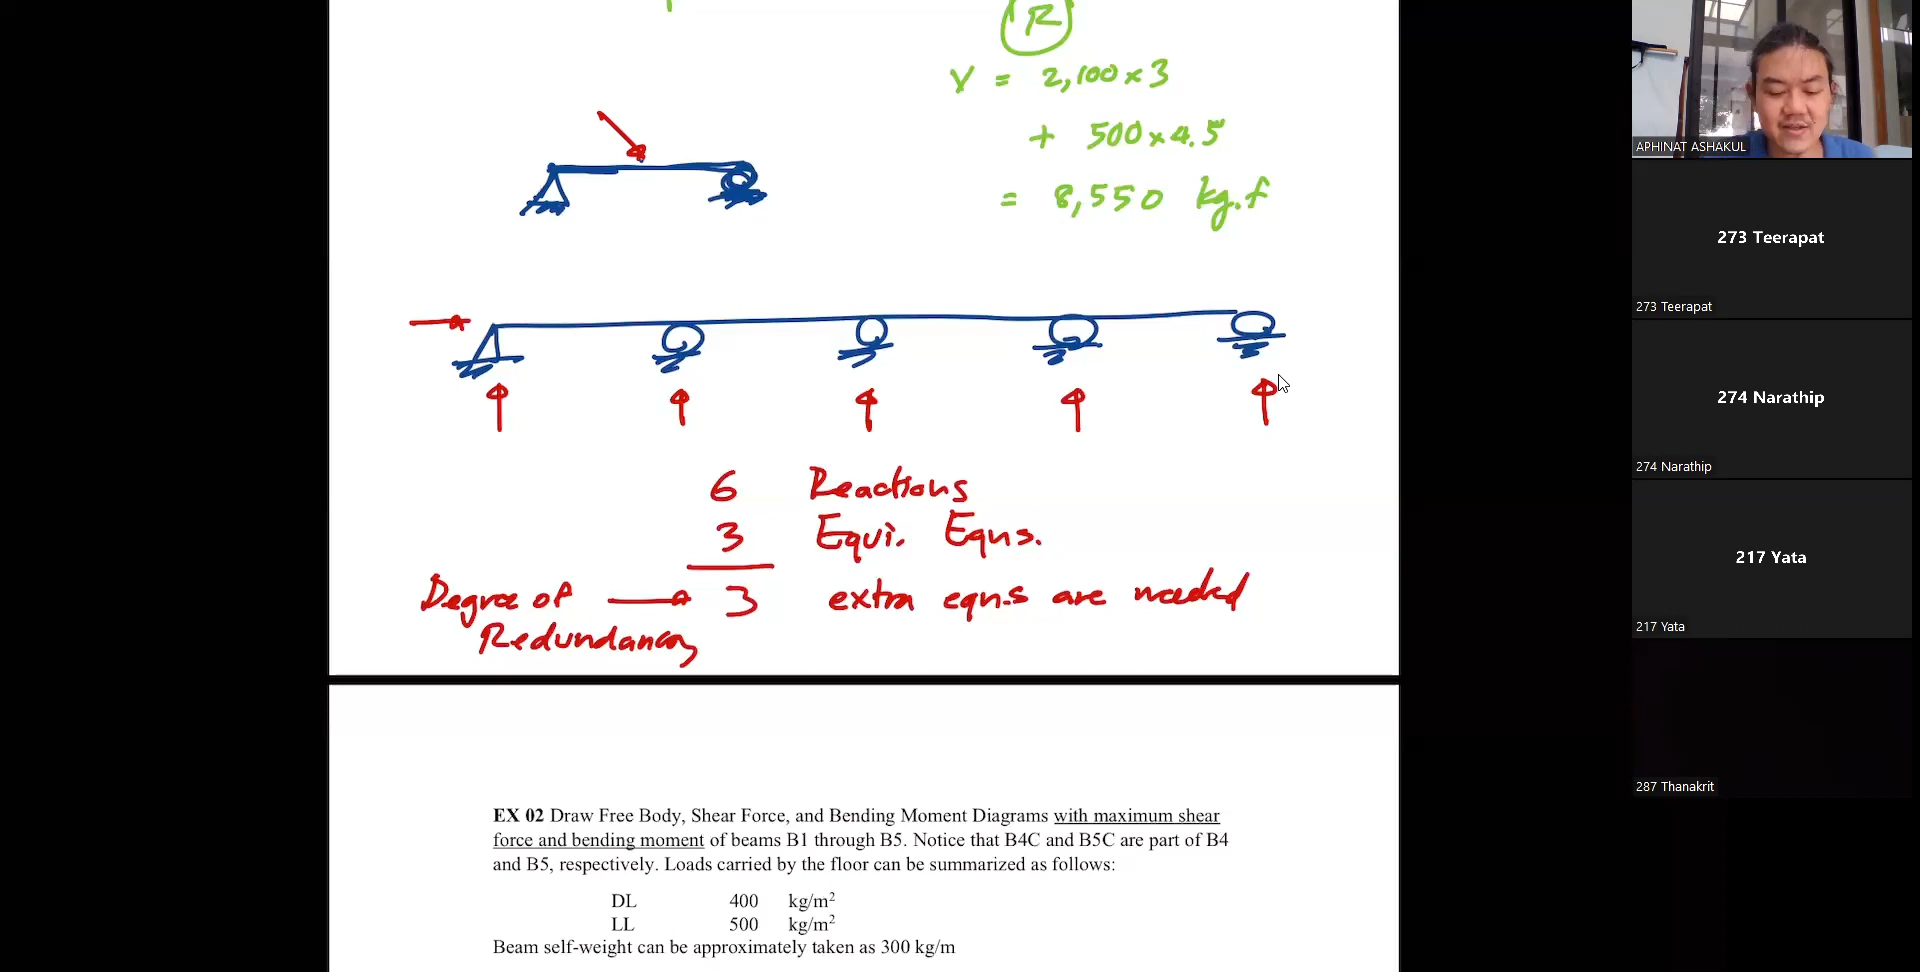 R
V = 2,100 x 3
+ 500 x 4.5
= 8,550 kg.f
6 Reactions
3 Equi. Eqns.
Degree of → 3 extra eqn.s are needed
Redundancy
EX 02 Draw Free Body, Shear Force, and Bending Moment Diagrams with maximum shear
force and bending moment of beams B1 through B5. Notice that B4C and B5C are part of B4
and B5, respectively. Loads carried by the floor can be summarized as follows:
DL 400 kg/m²
LL 500 kg/m²
Beam self-weight can be approximately taken as 300 kg/m
APHINAT ASHAKUL
273 Teerapat
273 Teerapat
274 Narathip
274 Narathip
217 Yata
217 Yata
287 Thanakrit